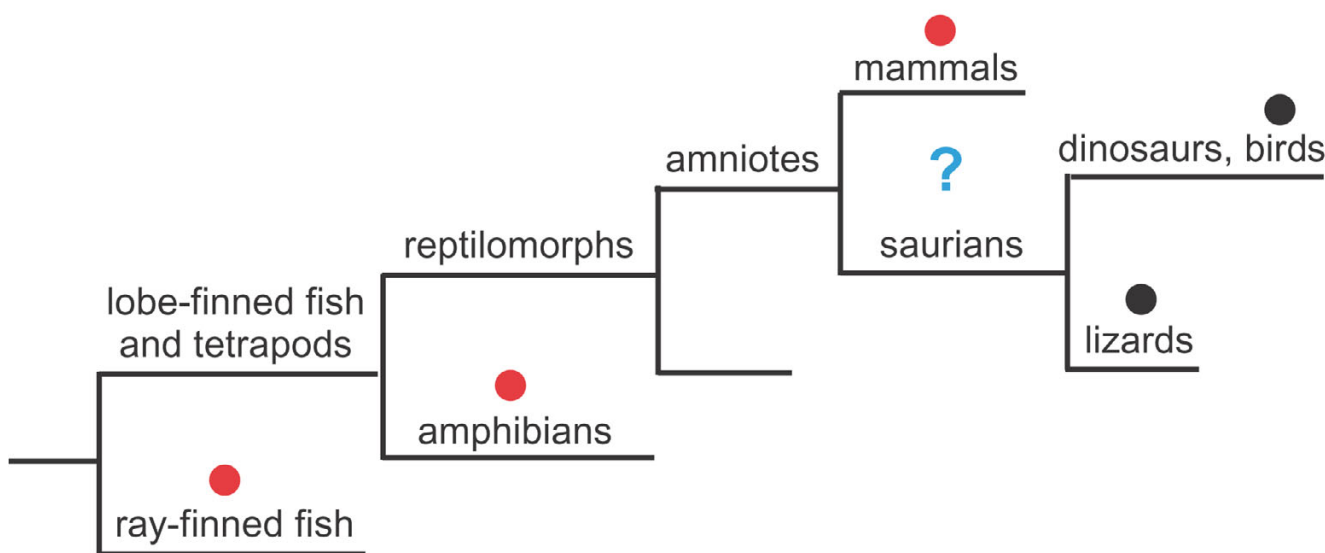 mammals
dinosaurs, birds
amniotes
?
reptilomorphs
saurians
lobe-finned fish
and tetrapods
lizards
amphibians
ray-finned fish